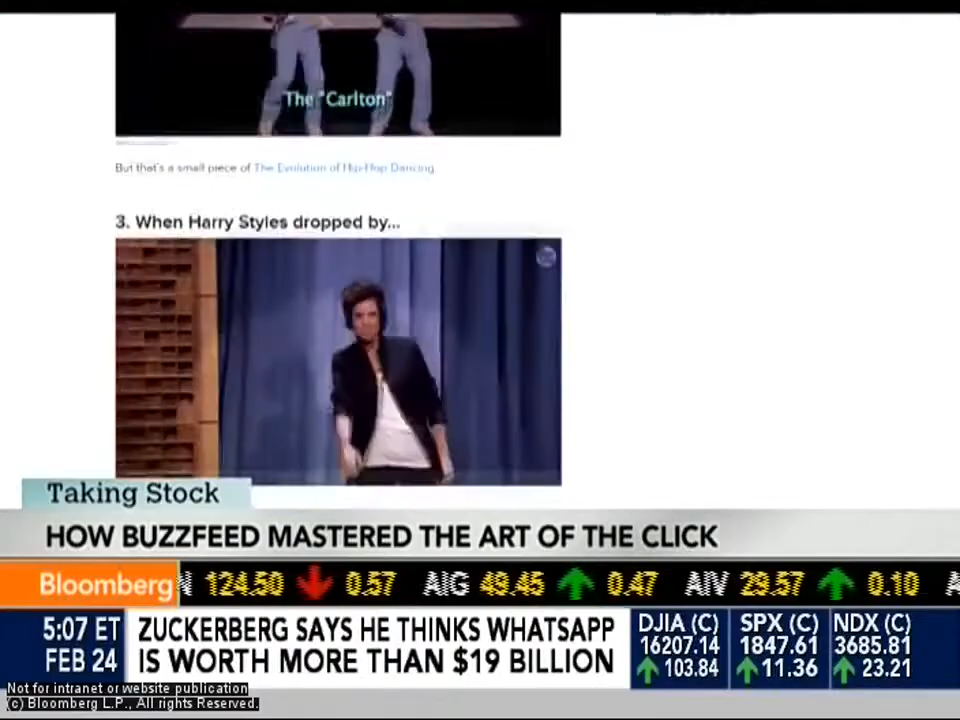 The "Carlton"
But that's a small piece of The Evolution of Hip-Hop Dancing
3. When Harry Styles dropped by...
Taking Stock
HOW BUZZFEED MASTERED THE ART OF THE CLICK
Bloomberg
N 124.50 0.57 AIG 49.45 0.47 AIV 29.57 0.10 A
5:07 ET
FEB 24
ZUCKERBERG SAYS HE THINKS WHATSAPP
IS WORTH MORE THAN $19 BILLION
DJIA (C)
16207.14
103.84
SPX (C)
1847.61
11.36
NDX (C)
3685.81
23.21
Not for intranet or website publication
(c) Bloomberg L.P., All rights Reserved.